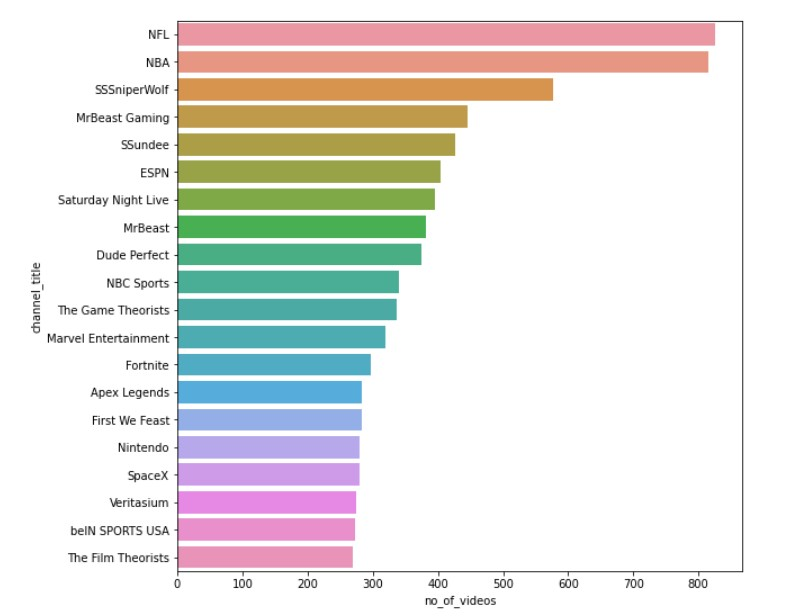 NFL
NBA
SSSniperWolf
MrBeast Gaming
SSundee
ESPN
Saturday Night Live
MrBeast
Dude Perfect
NBC Sports
The Game Theorists
Marvel Entertainment
Fortnite
Apex Legends
First We Feast
Nintendo
SpaceX
Veritasium
beIN SPORTS USA
The Film Theorists
channel_title
0 100 200 300 400 500 600 700 800
no_of_videos